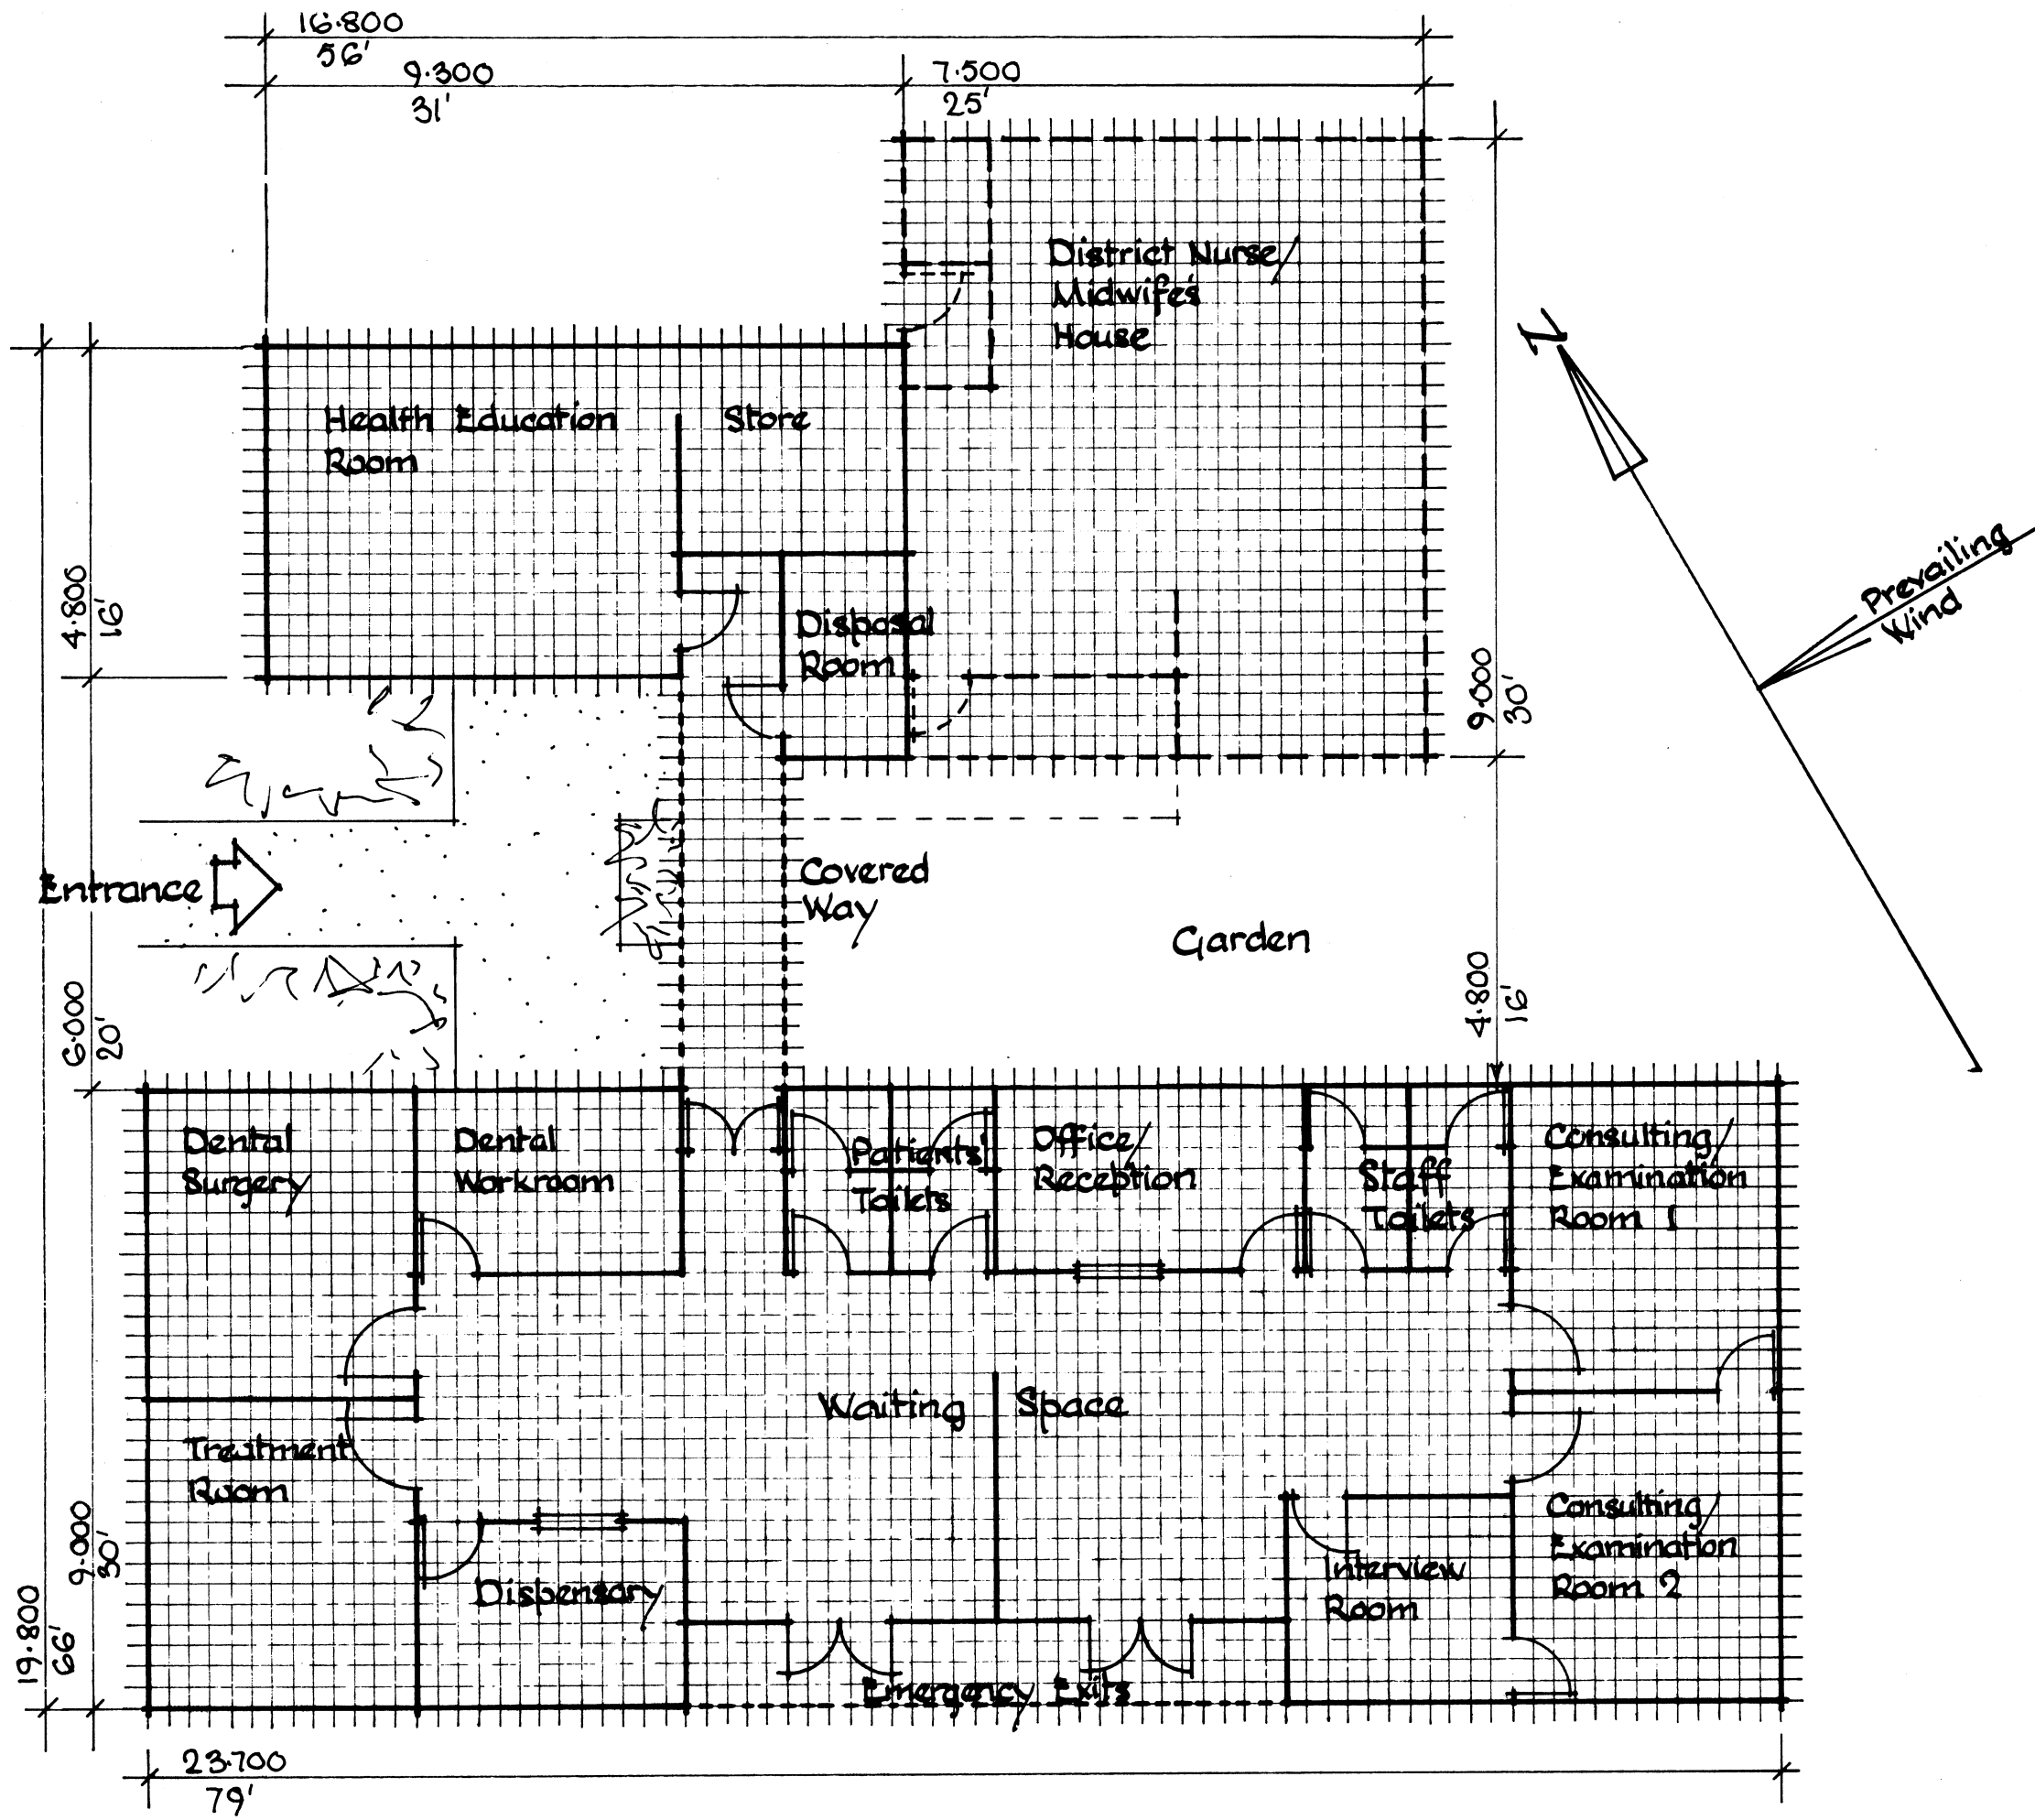 16·800
56'
9·300
31'
7·500
25'
District Nurse/
Midwife's
House
Health Education
Room
Store
N
Prevailing
Wind
4·800
16'
Disposal
Room
9·000
30'
Entrance
Covered
Way
Garden
6·000
20'
4·800
16'
Dental
Surgery
Dental
Workroom
Patients'
Toilets
Office/
Reception
Staff
Toilets
Consulting/
Examination
Room 1
Waiting Space
Treatment
Room
Dispensary
Interview
Room
Consulting/
Examination
Room 2
Emergency Exits
9·000
30'
19·800
66'
23·700
79'